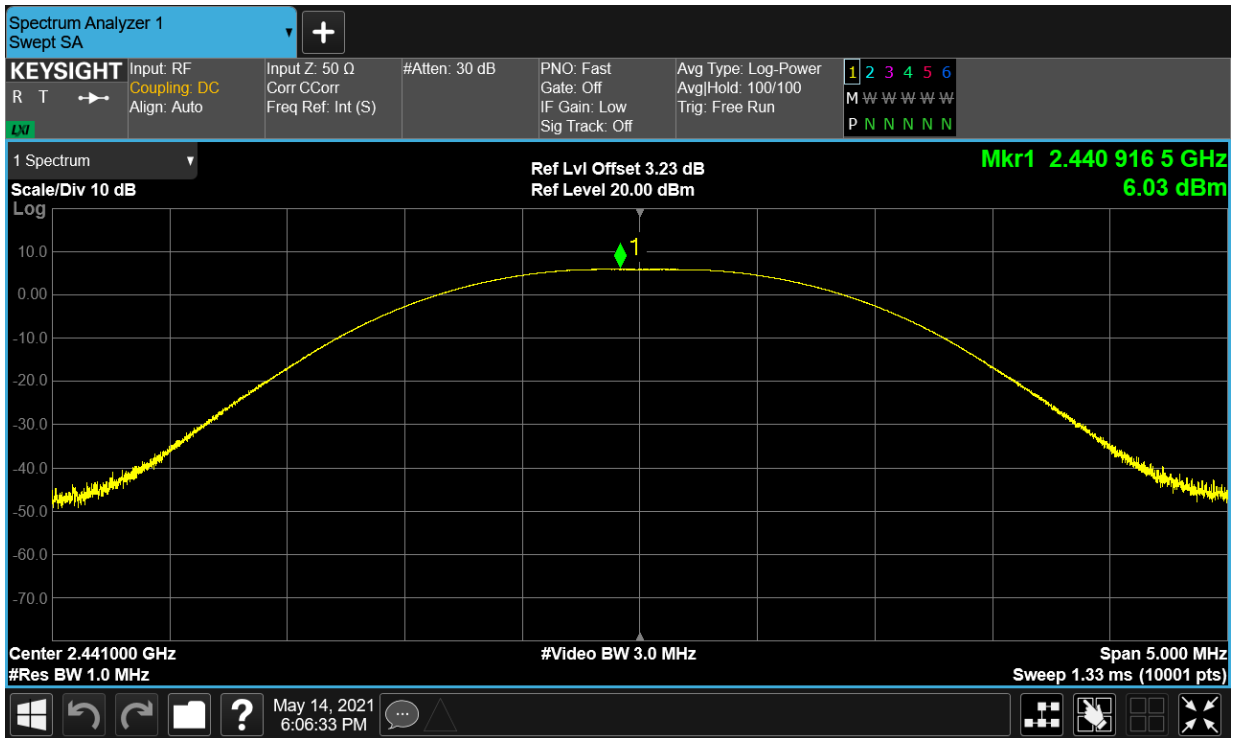 Spectrum Analyzer 1
Swept SA
KEYSIGHT
R T
LXI
Input: RF
Coupling: DC
Align: Auto
Input Z: 50 Ω
Corr CCorr
Freq Ref: Int (S)
#Atten: 30 dB
PNO: Fast
Gate: Off
IF Gain: Low
Sig Track: Off
Avg Type: Log-Power
Avg|Hold: 100/100
Trig: Free Run
1 2 3 4 5 6
M W W W W W
P N N N N N
1 Spectrum
Scale/Div 10 dB
Log
Ref Lvl Offset 3.23 dB
Ref Level 20.00 dBm
Mkr1 2.440 916 5 GHz
6.03 dBm
1
10.0
0.00
-10.0
-20.0
-30.0
-40.0
-50.0
-60.0
-70.0
Center 2.441000 GHz
#Res BW 1.0 MHz
#Video BW 3.0 MHz
Span 5.000 MHz
Sweep 1.33 ms (10001 pts)
?
May 14, 2021
6:06:33 PM